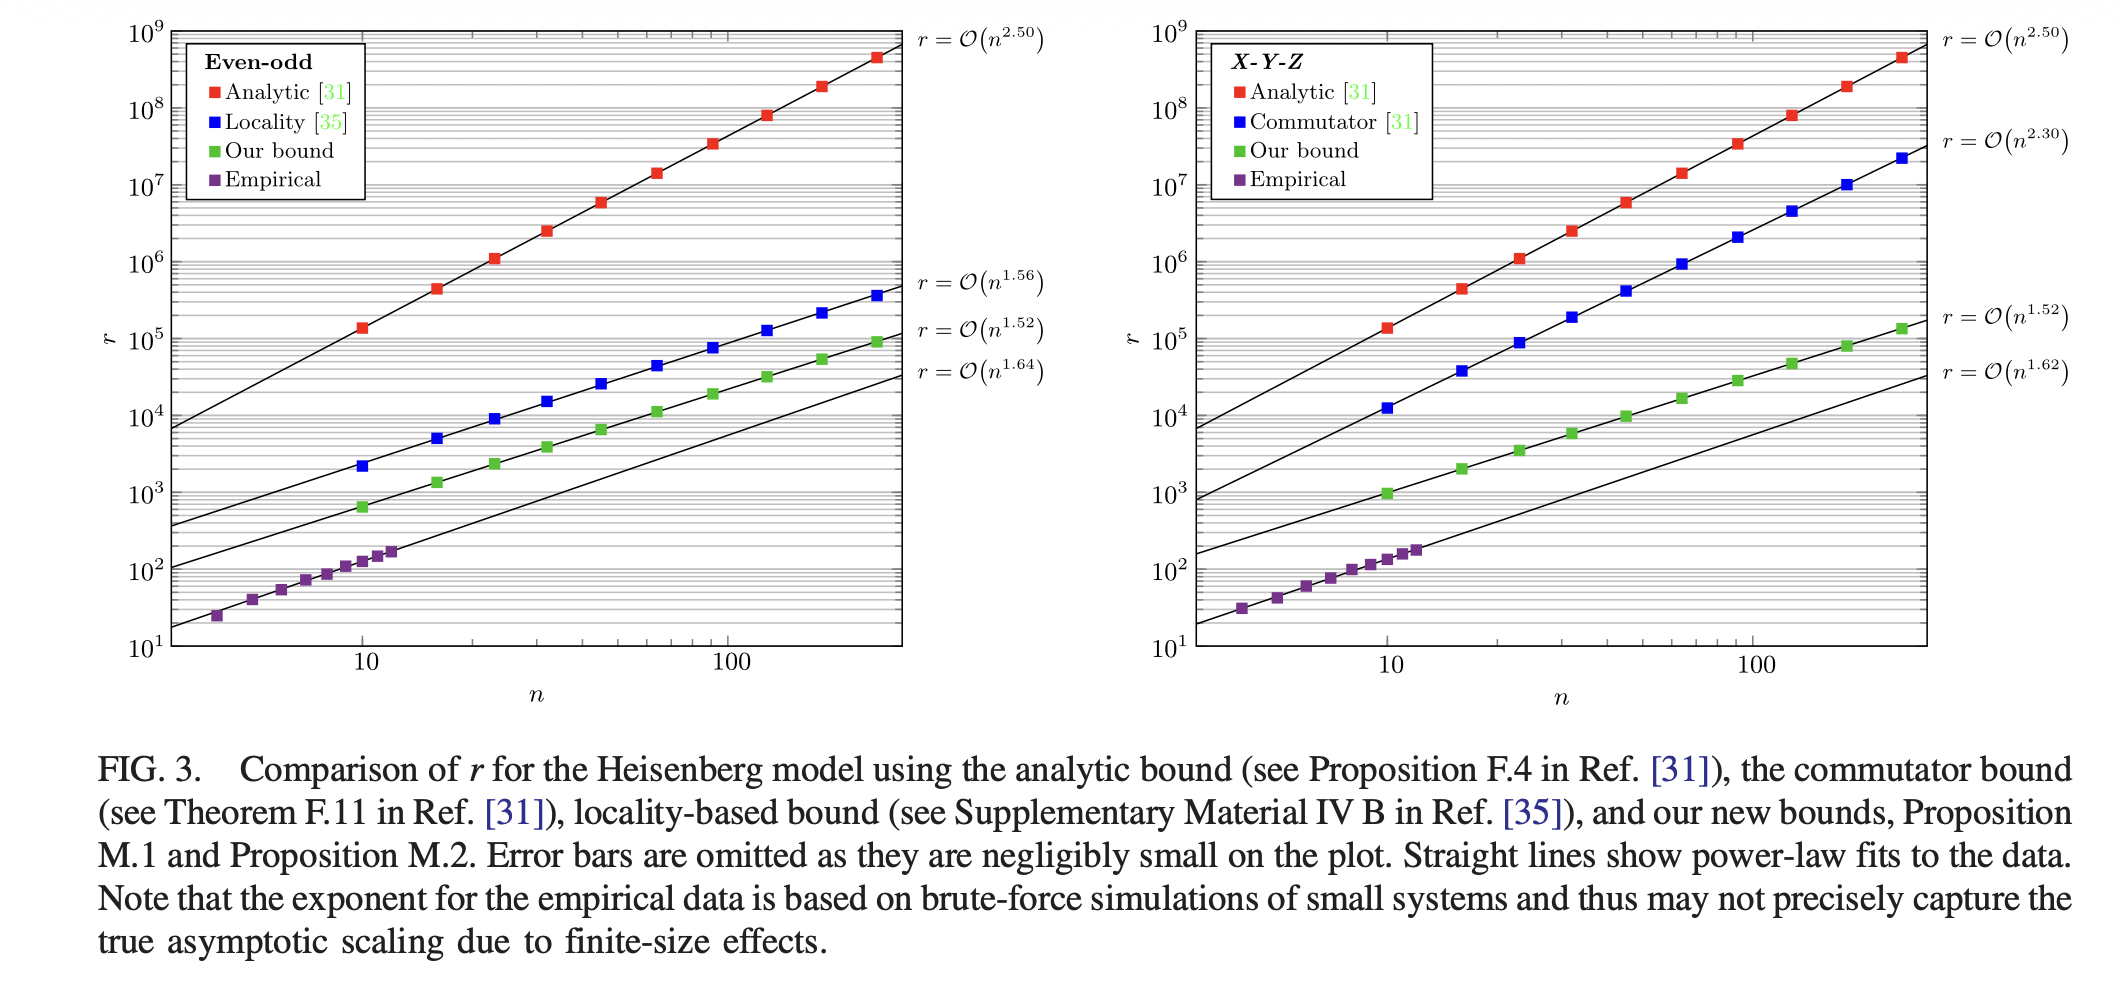 Even-odd
Analytic [31]
Locality [35]
Our bound
Empirical
10^9
10^8
10^7
10^6
10^5
10^4
10^3
10^2
10^1
r
10
100
n
r = 𝒪(n^{2.50})
r = 𝒪(n^{1.56})
r = 𝒪(n^{1.52})
r = 𝒪(n^{1.64})
X-Y-Z
Analytic [31]
Commutator [31]
Our bound
Empirical
10^9
10^8
10^7
10^6
10^5
10^4
10^3
10^2
10^1
r
10
100
n
r = 𝒪(n^{2.50})
r = 𝒪(n^{2.30})
r = 𝒪(n^{1.52})
r = 𝒪(n^{1.62})
FIG. 3. Comparison of r for the Heisenberg model using the analytic bound (see Proposition F.4 in Ref. [31]), the commutator bound
(see Theorem F.11 in Ref. [31]), locality-based bound (see Supplementary Material IV B in Ref. [35]), and our new bounds, Proposition
M.1 and Proposition M.2. Error bars are omitted as they are negligibly small on the plot. Straight lines show power-law fits to the data.
Note that the exponent for the empirical data is based on brute-force simulations of small systems and thus may not precisely capture the
true asymptotic scaling due to finite-size effects.